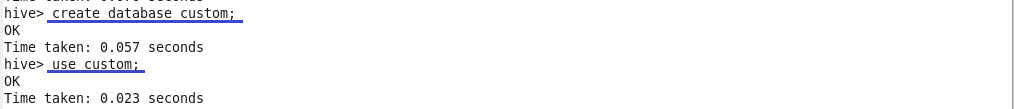 hive> create database custom;
OK
Time taken: 0.057 seconds
hive> use custom;
OK
Time taken: 0.023 seconds